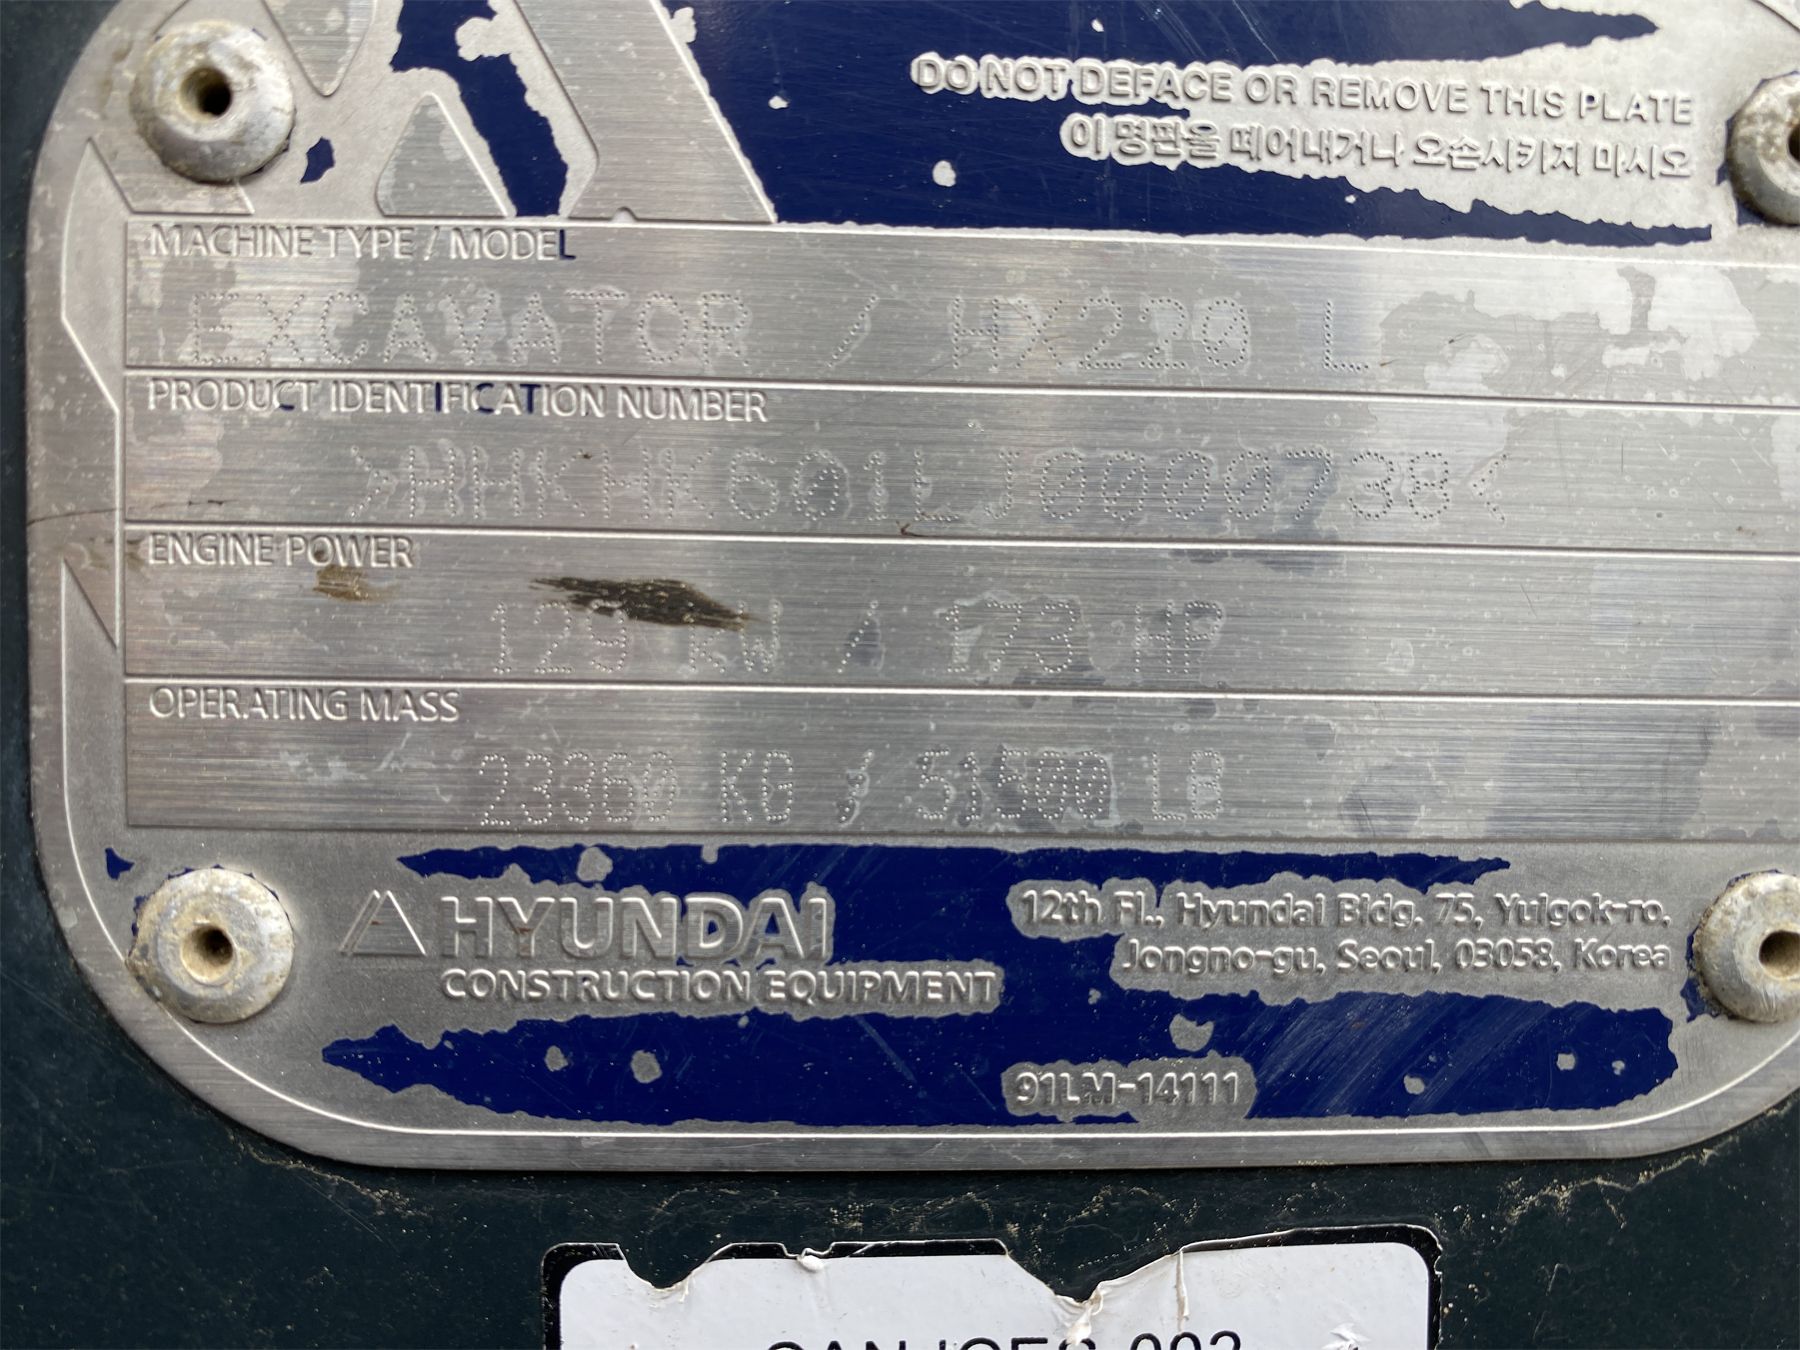 DO NOT DEFACE OR REMOVE THIS PLATE
이 명판을 떼어내거나 오손시키지 마시오
MACHINE TYPE / MODEL
EXCAVATOR / HX220 L
PRODUCT IDENTIFICATION NUMBER
>HHKHK601LJ0000738<
ENGINE POWER
129 KW / 173 HP
OPERATING MASS
23360 KG / 51500 LB
HYUNDAI
CONSTRUCTION EQUIPMENT
12th Fl., Hyundai Bldg. 75, Yulgok-ro,
Jongno-gu, Seoul, 03058, Korea
91LM-14111